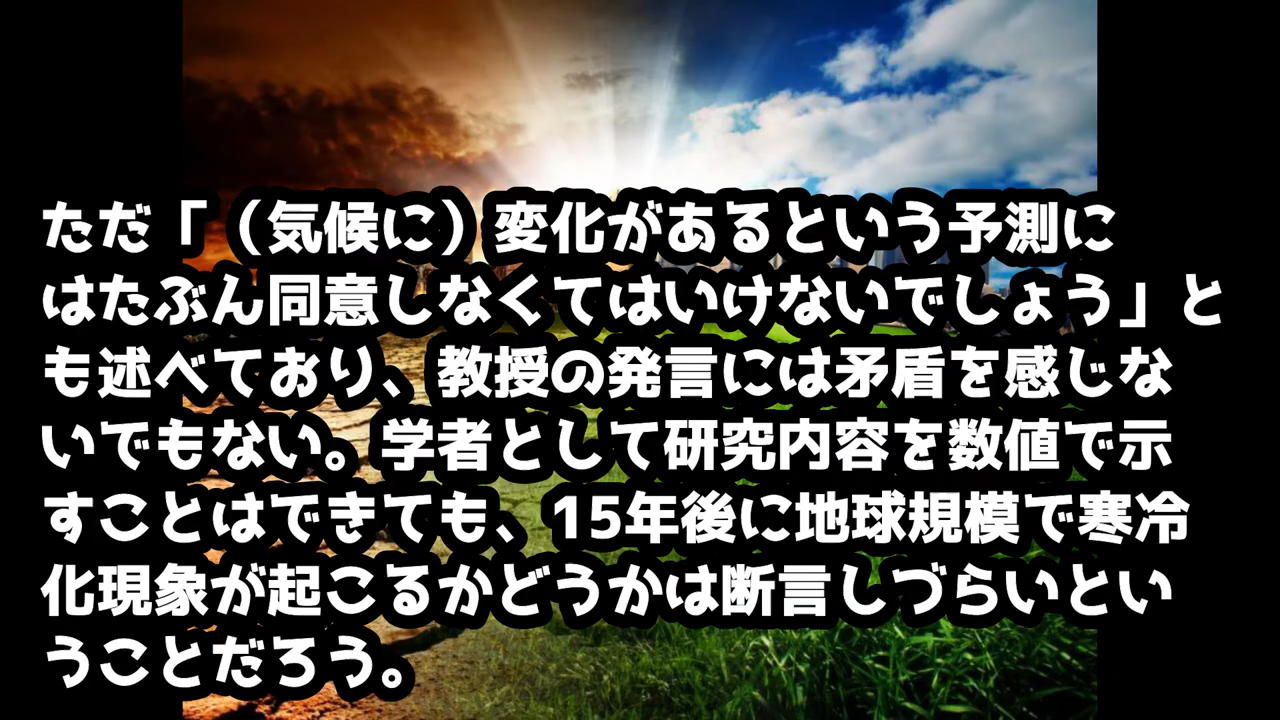 ただ「（気候に）変化があるという予測に
はたぶん同意しなくてはいけないでしょう」と
も述べており、教授の発言には矛盾を感じな
いでもない。学者として研究内容を数値で示
すことはできても、15年後に地球規模で寒冷
化現象が起こるかどうかは断言しづらいとい
うことだろう。